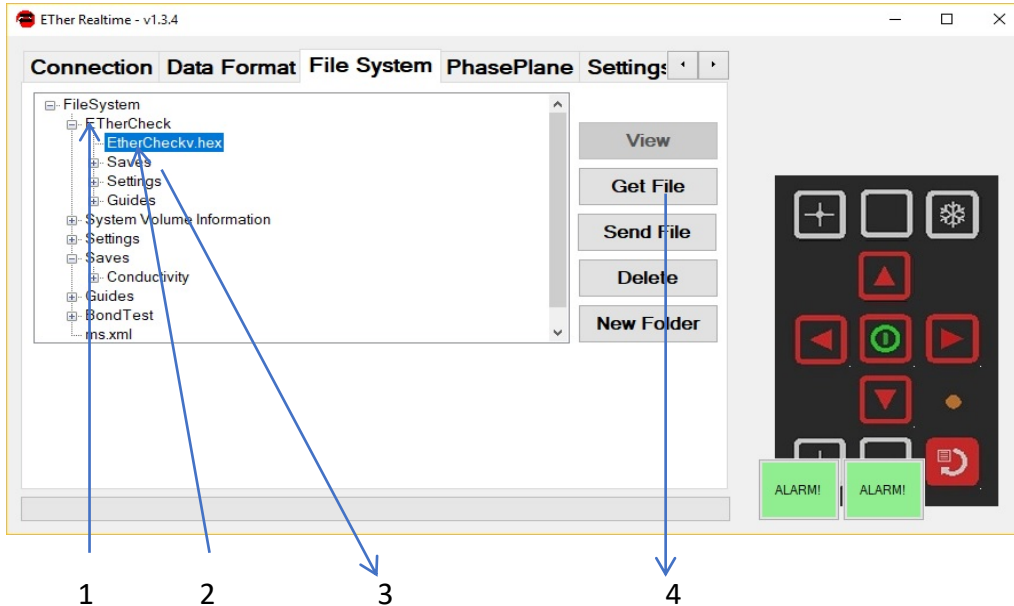 ETher Realtime - v1.3.4
Connection Data Format File System PhasePlane Settings
FileSystem
ETherCheck
EtherCheckv.hex
Saves
Settings
Guides
System Volume Information
Settings
Saves
Conductivity
Guides
BondTest
ms.xml
View
Get File
Send File
Delete
New Folder
ALARM! ALARM!
1 2 3 4